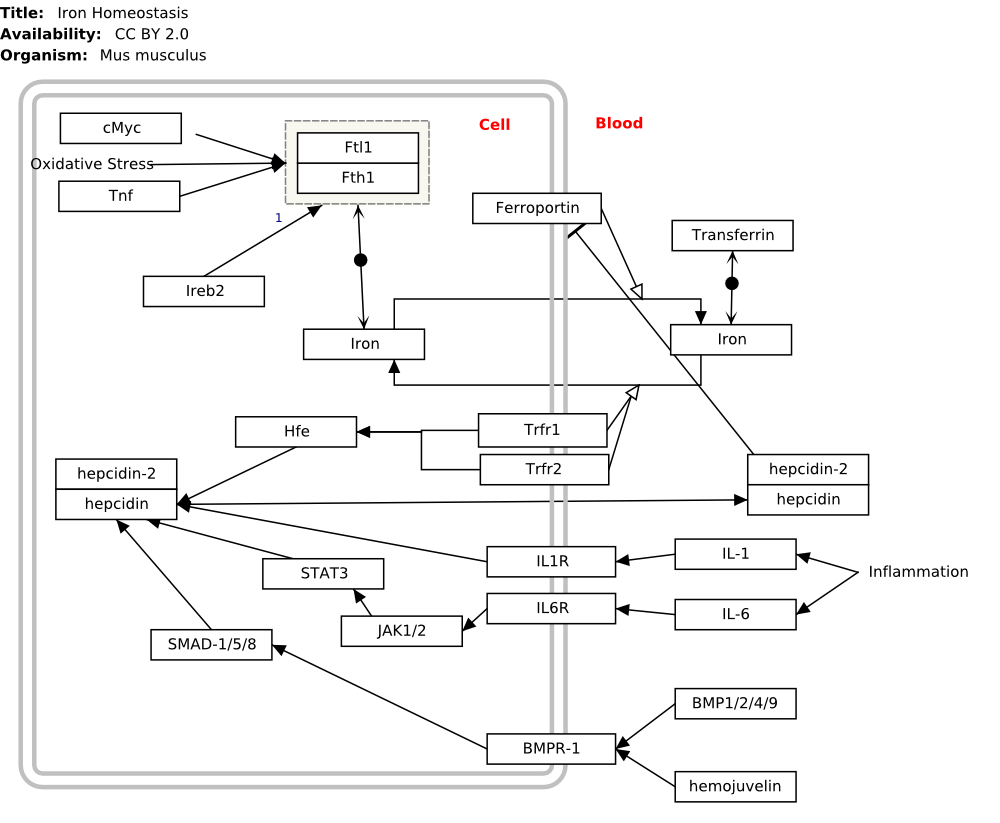 Title: Iron Homeostasis
Availability: CC BY 2.0
Organism: Mus musculus
Cell
Blood
cMyc
Oxidative Stress
Tnf
Ftl1
Fth1
1
Ireb2
Iron
Ferroportin
Transferrin
Iron
Hfe
Trfr1
Trfr2
hepcidin-2
hepcidin
hepcidin-2
hepcidin
STAT3
JAK1/2
SMAD-1/5/8
IL1R
IL6R
IL-1
IL-6
Inflammation
BMPR-1
BMP1/2/4/9
hemojuvelin